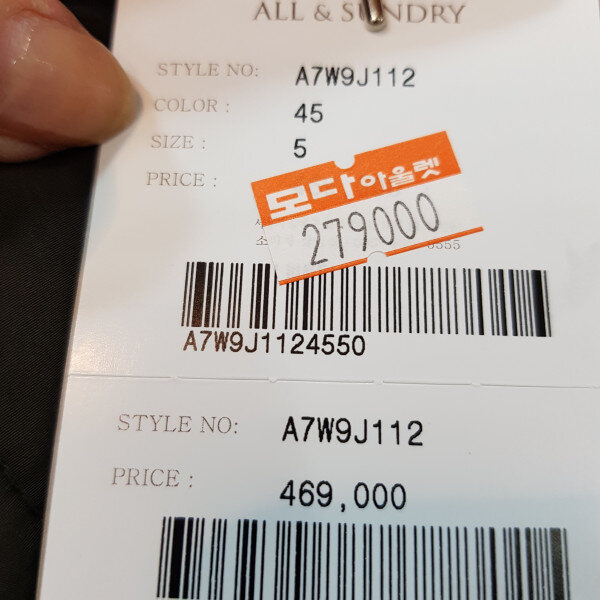 ALL & SUNDRY
STYLE NO: A7W9J112
COLOR : 45
SIZE : 5
PRICE :
모다아울렛
279000
A7W9J1124550
STYLE NO: A7W9J112
PRICE : 469,000